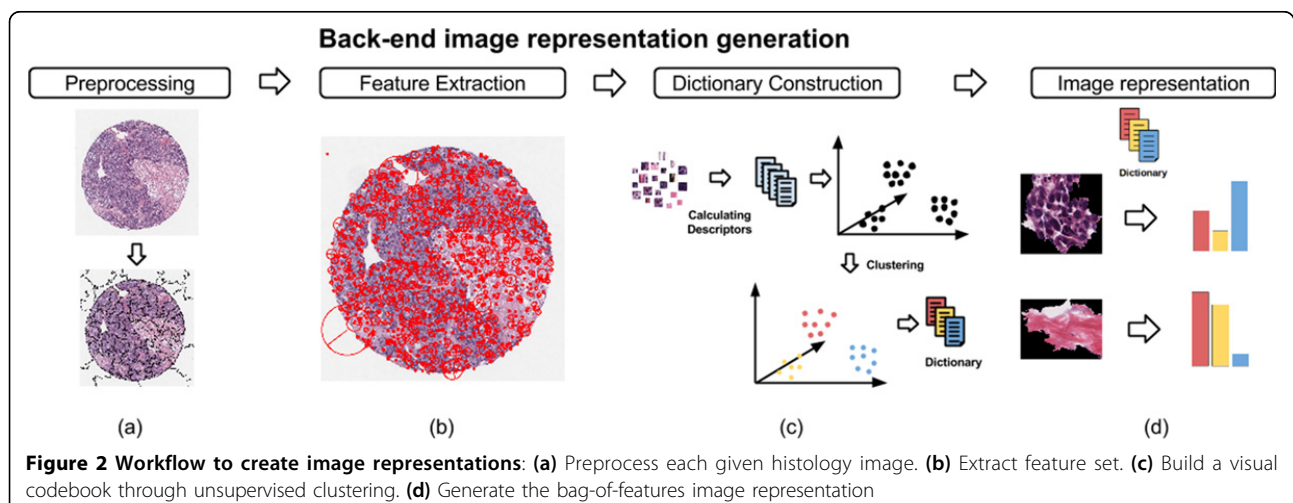 Back-end image representation generation
Preprocessing
Feature Extraction
Dictionary Construction
Image representation
Dictionary
Calculating
Descriptors
Clustering
Dictionary
(a)
(b)
(c)
(d)
Figure 2 Workflow to create image representations: (a) Preprocess each given histology image. (b) Extract feature set. (c) Build a visual
codebook through unsupervised clustering. (d) Generate the bag-of-features image representation